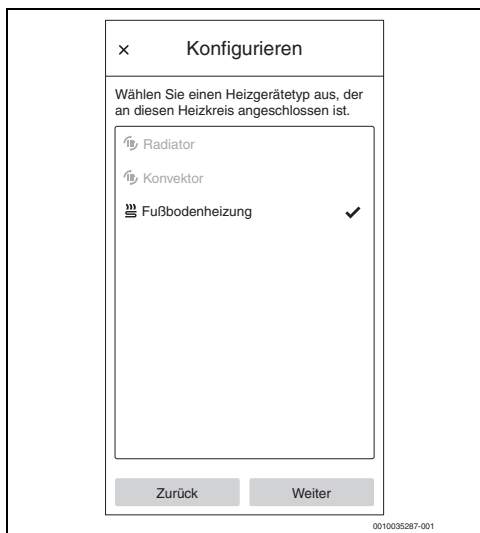 × Konfigurieren
Wählen Sie einen Heizgerätetyp aus, der
an diesen Heizkreis angeschlossen ist.
Radiator
Konvektor
Fußbodenheizung
Zurück Weiter
0010035287-001